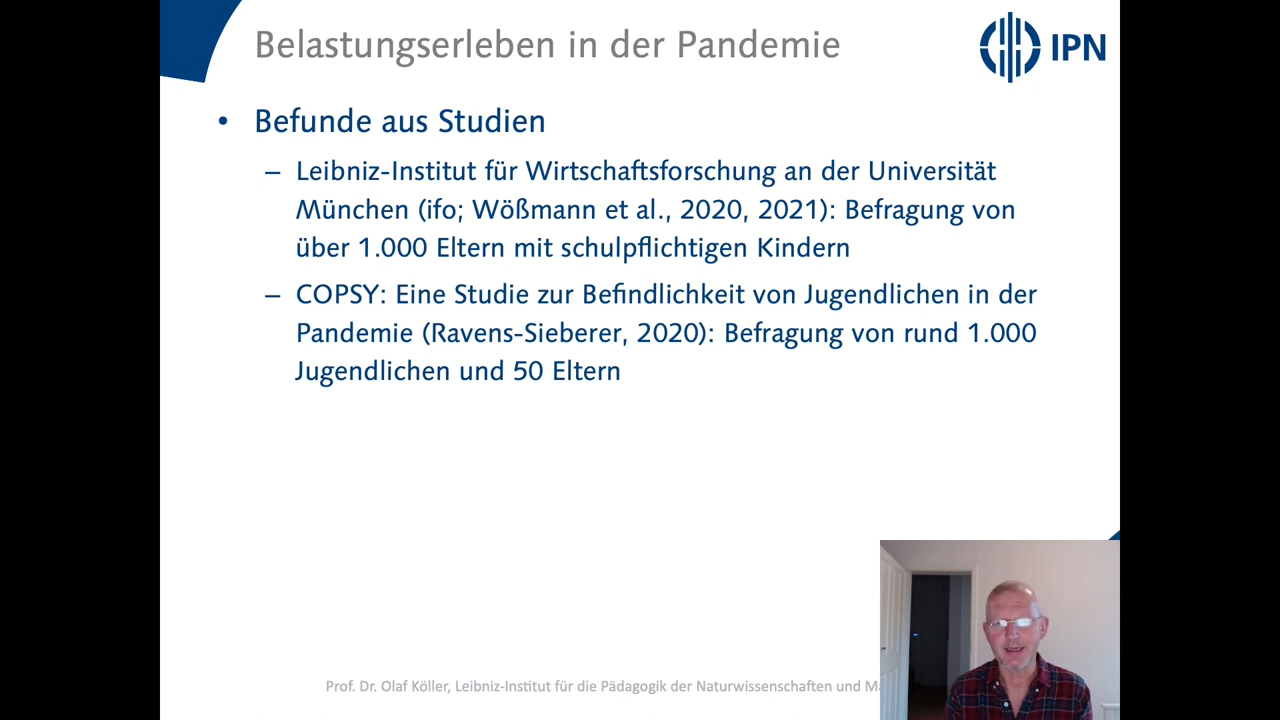 Belastungserleben in der Pandemie
IPN
• Befunde aus Studien
– Leibniz-Institut für Wirtschaftsforschung an der Universität
München (ifo; Wößmann et al., 2020, 2021): Befragung von
über 1.000 Eltern mit schulpflichtigen Kindern
– COPSY: Eine Studie zur Befindlichkeit von Jugendlichen in der
Pandemie (Ravens-Sieberer, 2020): Befragung von rund 1.000
Jugendlichen und 50 Eltern
Prof. Dr. Olaf Köller, Leibniz-Institut für die Pädagogik der Naturwissenschaften und